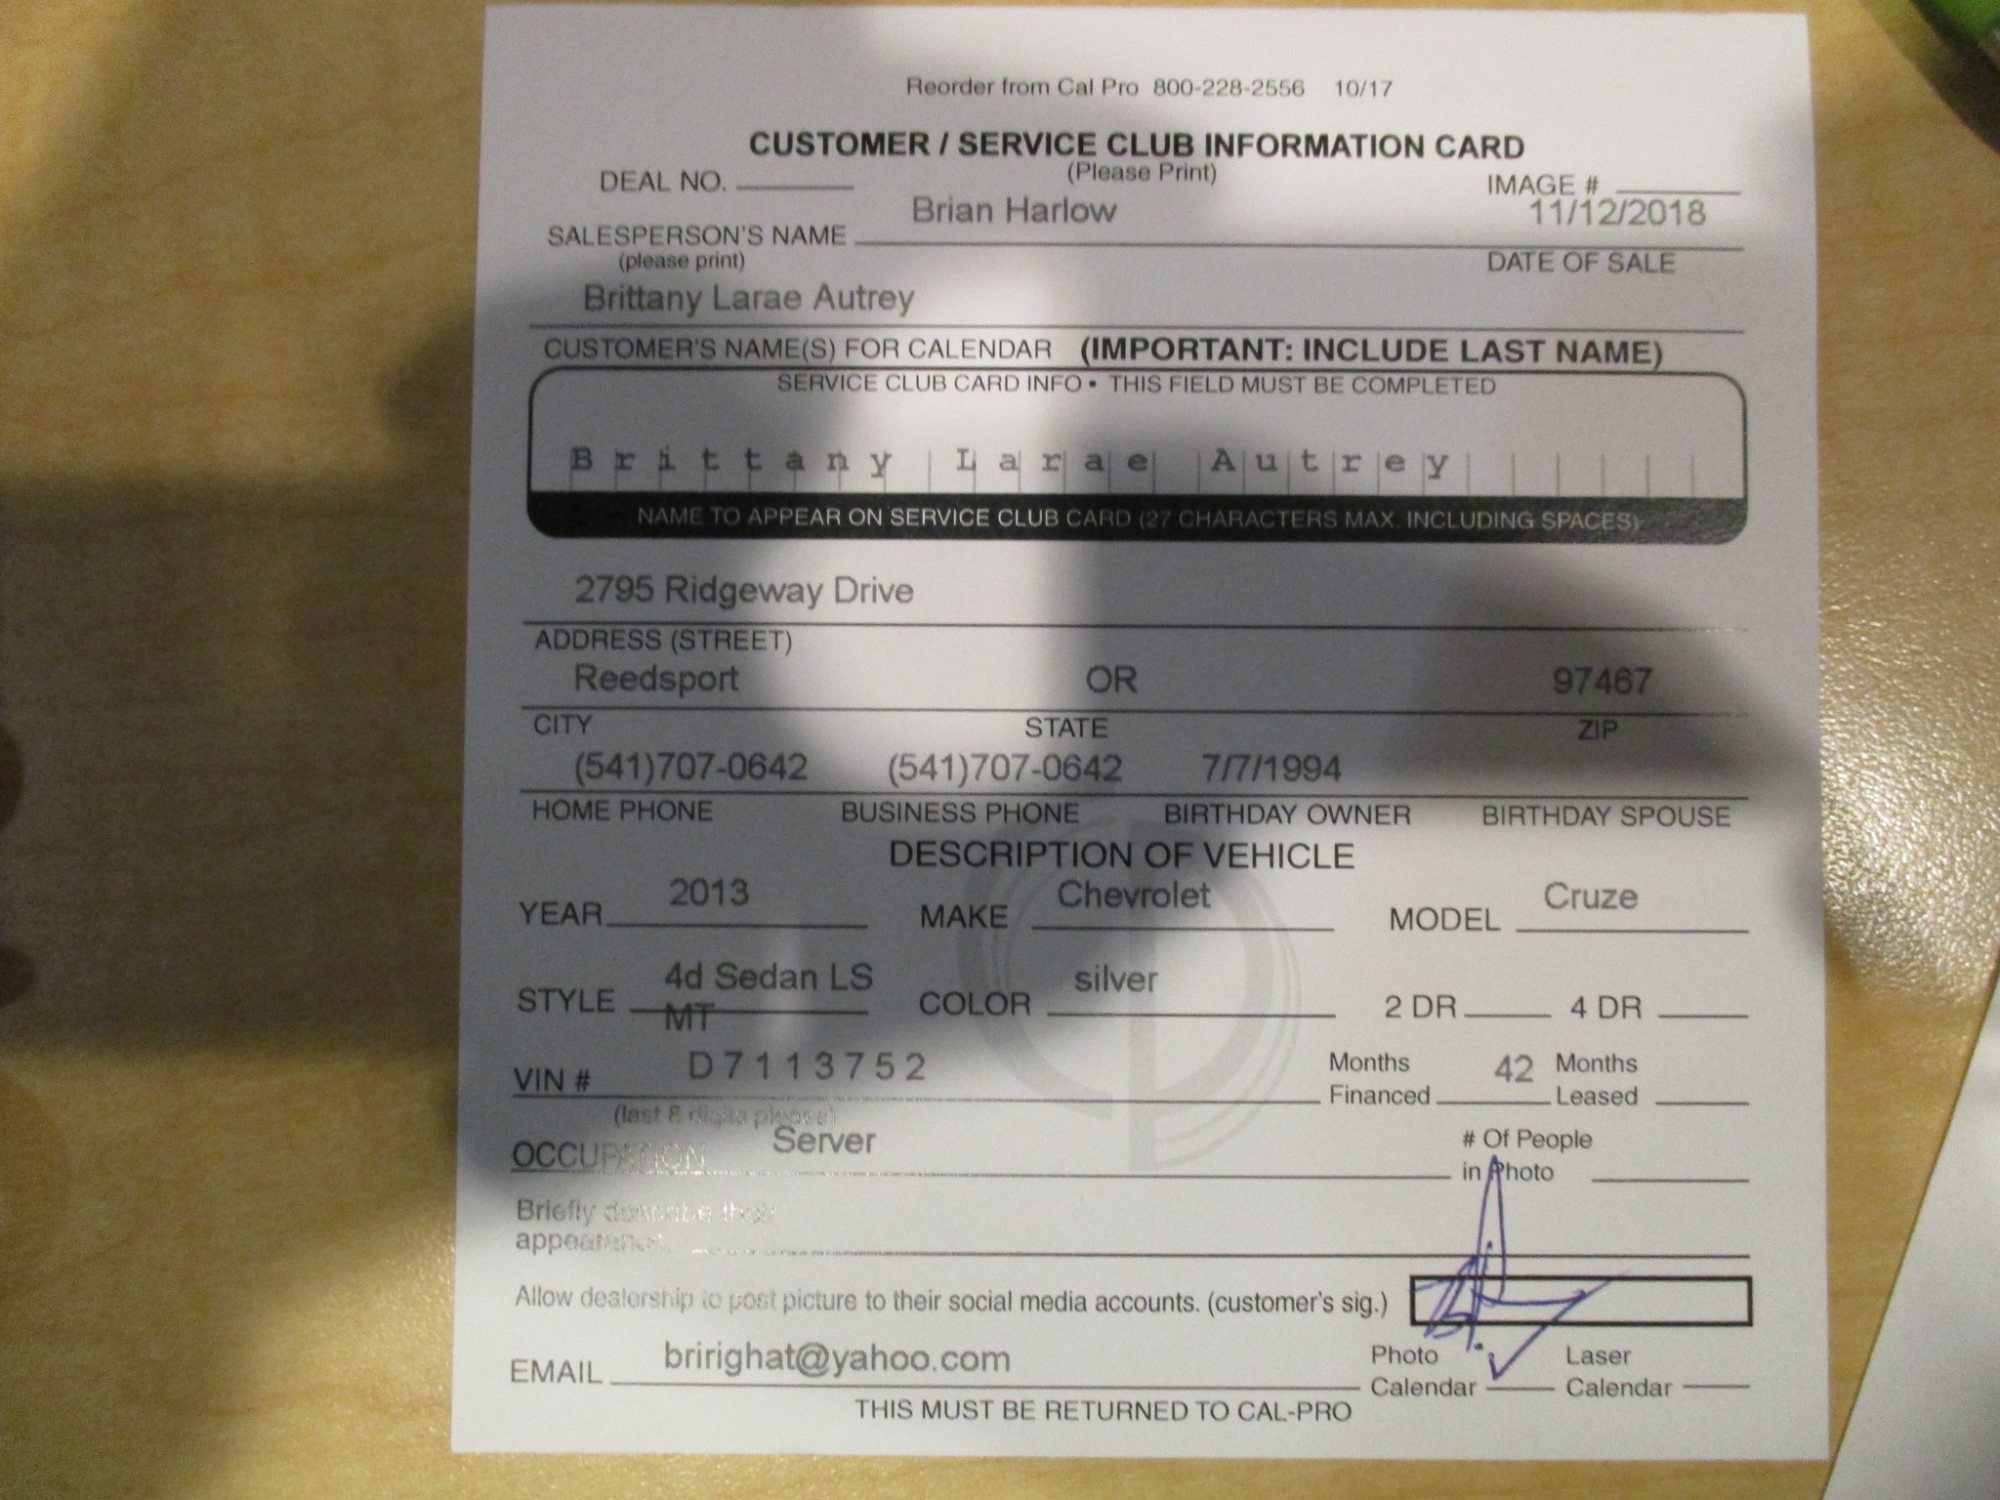 Reorder from Cal Pro 800-228-2556 10/17
CUSTOMER / SERVICE CLUB INFORMATION CARD
(Please Print)
DEAL NO.
IMAGE #
Brian Harlow
11/12/2018
SALESPERSON'S NAME
(please print)
DATE OF SALE
Brittany Larae Autrey
CUSTOMER'S NAME(S) FOR CALENDAR (IMPORTANT: INCLUDE LAST NAME)
SERVICE CLUB CARD INFO • THIS FIELD MUST BE COMPLETED
Brittany Larae Autrey
NAME TO APPEAR ON SERVICE CLUB CARD (27 CHARACTERS MAX. INCLUDING SPACES)
2795 Ridgeway Drive
ADDRESS (STREET)
Reedsport OR 97467
CITY STATE ZIP
(541)707-0642 (541)707-0642 7/7/1994
HOME PHONE BUSINESS PHONE BIRTHDAY OWNER BIRTHDAY SPOUSE
DESCRIPTION OF VEHICLE
YEAR 2013 MAKE Chevrolet MODEL Cruze
STYLE 4d Sedan LS MT COLOR silver 2 DR 4 DR
VIN # D7113752 Months Financed 42 Months Leased
(last 8 digits please)
OCCUPATION Server # Of People in Photo
Briefly describe their
appearance.
Allow dealership to post picture to their social media accounts. (customer's sig.)
EMAIL bririghat@yahoo.com
Photo Calendar Laser Calendar
THIS MUST BE RETURNED TO CAL-PRO